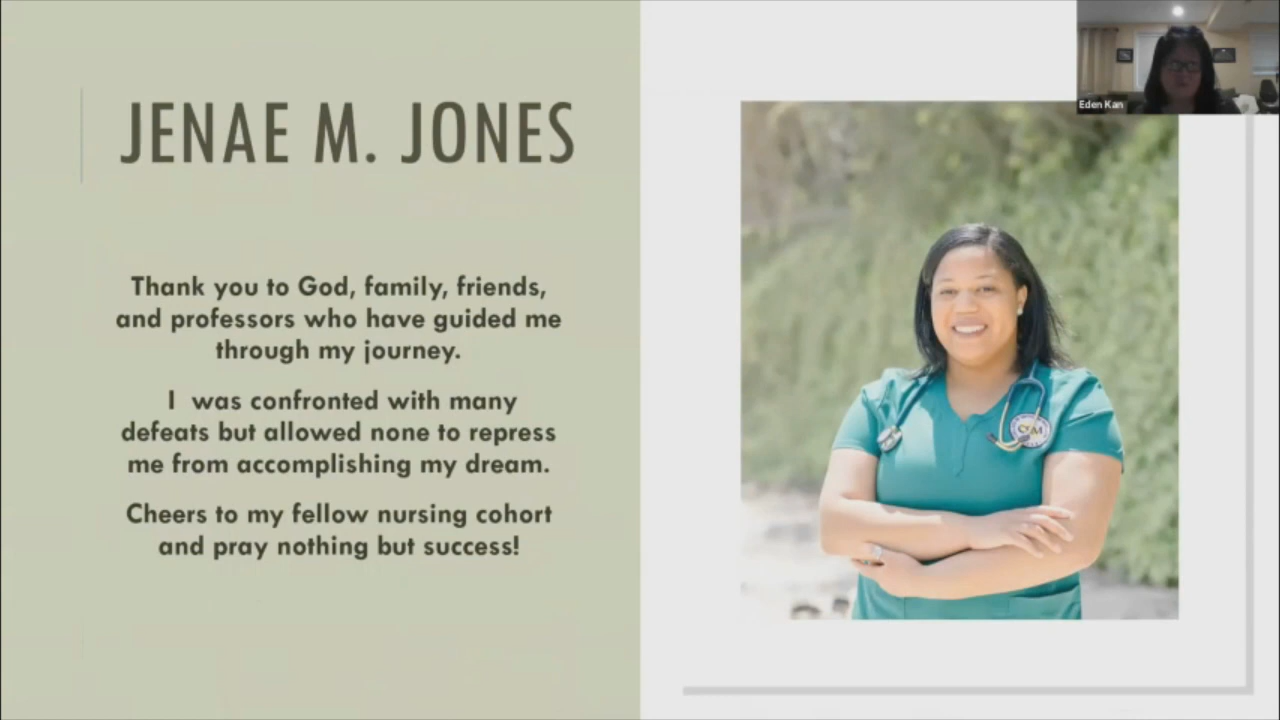 Eden Kan
JENAE M. JONES
Thank you to God, family, friends,
and professors who have guided me
through my journey.
I was confronted with many
defeats but allowed none to repress
me from accomplishing my dream.
Cheers to my fellow nursing cohort
and pray nothing but success!